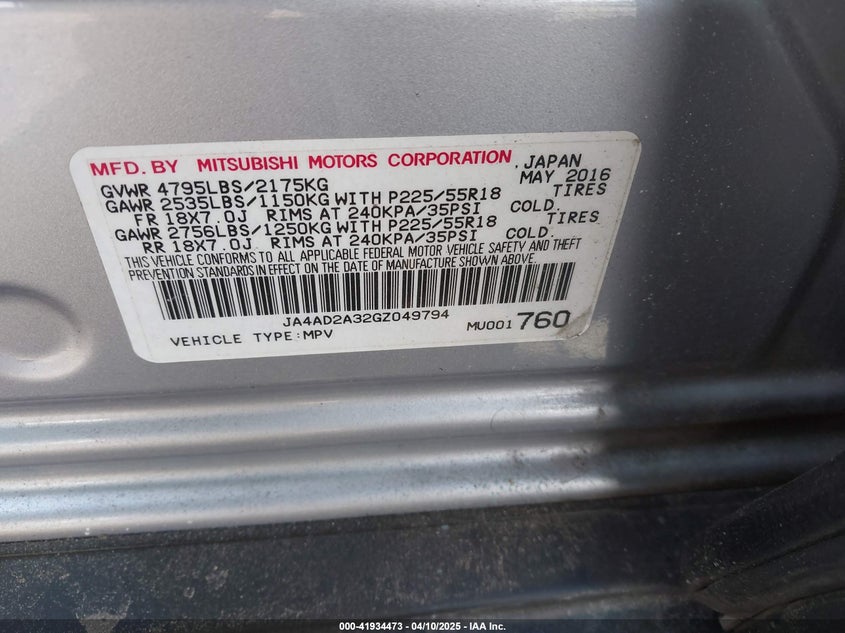 MFD. BY MITSUBISHI MOTORS CORPORATION, JAPAN
GVWR 4795LBS/2175KG MAY 2016
GAWR 2535LBS/1150KG WITH P225/55R18 TIRES
FR 18X7.0J RIMS AT 240KPA/35PSI COLD.
GAWR 2756LBS/1250KG WITH P225/55R18 TIRES
RR 18X7.0J RIMS AT 240KPA/35PSI COLD.
THIS VEHICLE CONFORMS TO ALL APPLICABLE FEDERAL MOTOR VEHICLE SAFETY AND THEFT
PREVENTION STANDARDS IN EFFECT ON THE DATE OF MANUFACTURE SHOWN ABOVE.
JA4AD2A32GZ049794
VEHICLE TYPE:MPV MU001 760
000-41934473 - 04/10/2025 - IAA Inc.